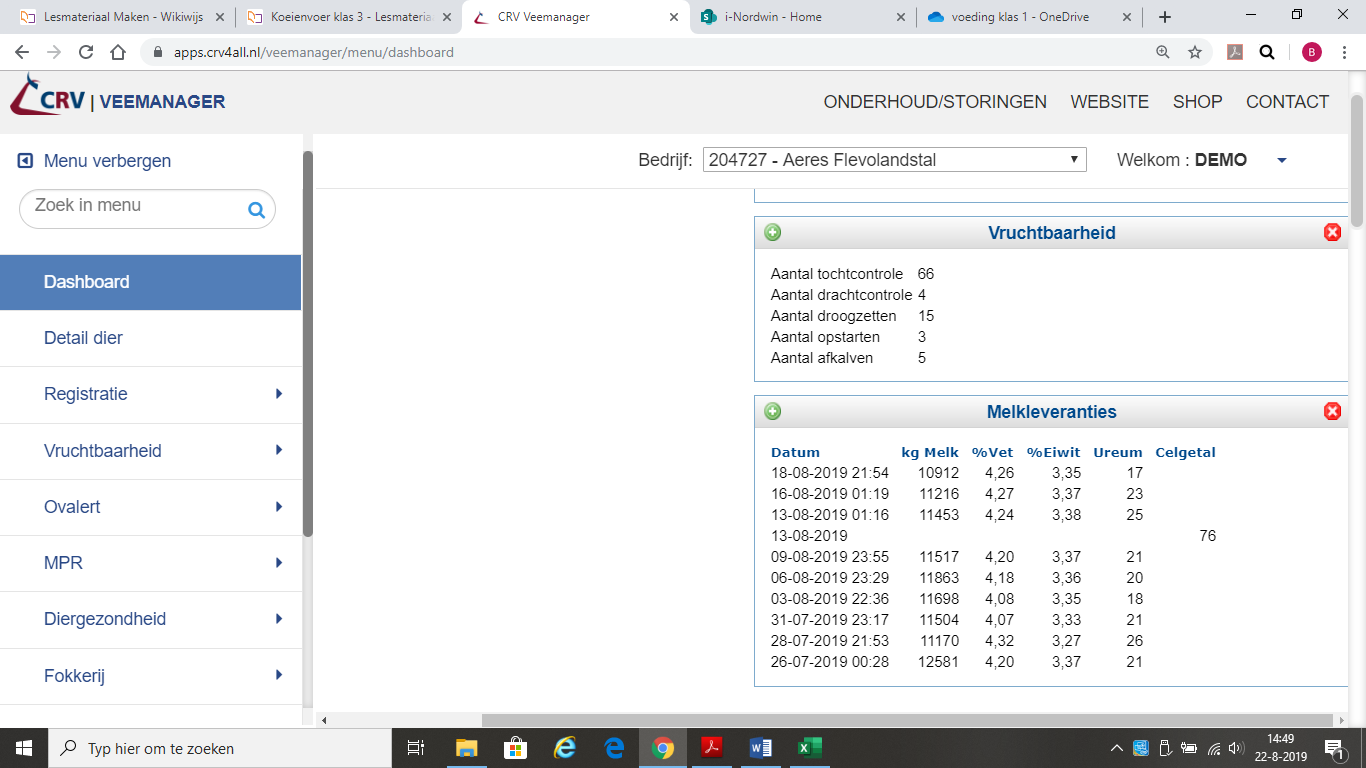 Lesmateriaal Maken - Wikiwijs
Koeienvoer klas 3 - Lesmateria
CRV Veemanager
i-Nordwin - Home
voeding klas 1 - OneDrive
apps.crv4all.nl/veemanager/menu/dashboard
B
CRV | VEEMANAGER
ONDERHOUD/STORINGEN WEBSITE SHOP CONTACT
Menu verbergen
Bedrijf: 204727 - Aeres Flevolandstal
Welkom : DEMO
Zoek in menu
Dashboard
Detail dier
Registratie
Vruchtbaarheid
Ovalert
MPR
Diergezondheid
Fokkerij
Vruchtbaarheid
Aantal tochtcontrole 66
Aantal drachtcontrole 4
Aantal droogzetten 15
Aantal opstarten 3
Aantal afkalven 5
Melkleveranties
Datum kg Melk %Vet %Eiwit Ureum Celgetal
18-08-2019 21:54 10912 4,26 3,35 17
16-08-2019 01:19 11216 4,27 3,37 23
13-08-2019 01:16 11453 4,24 3,38 25
13-08-2019 76
09-08-2019 23:55 11517 4,20 3,37 21
06-08-2019 23:29 11863 4,18 3,36 20
03-08-2019 22:36 11698 4,08 3,35 18
31-07-2019 23:17 11504 4,07 3,33 21
28-07-2019 21:53 11170 4,32 3,27 26
26-07-2019 00:28 12581 4,20 3,37 21
Typ hier om te zoeken
14:49
22-8-2019
1